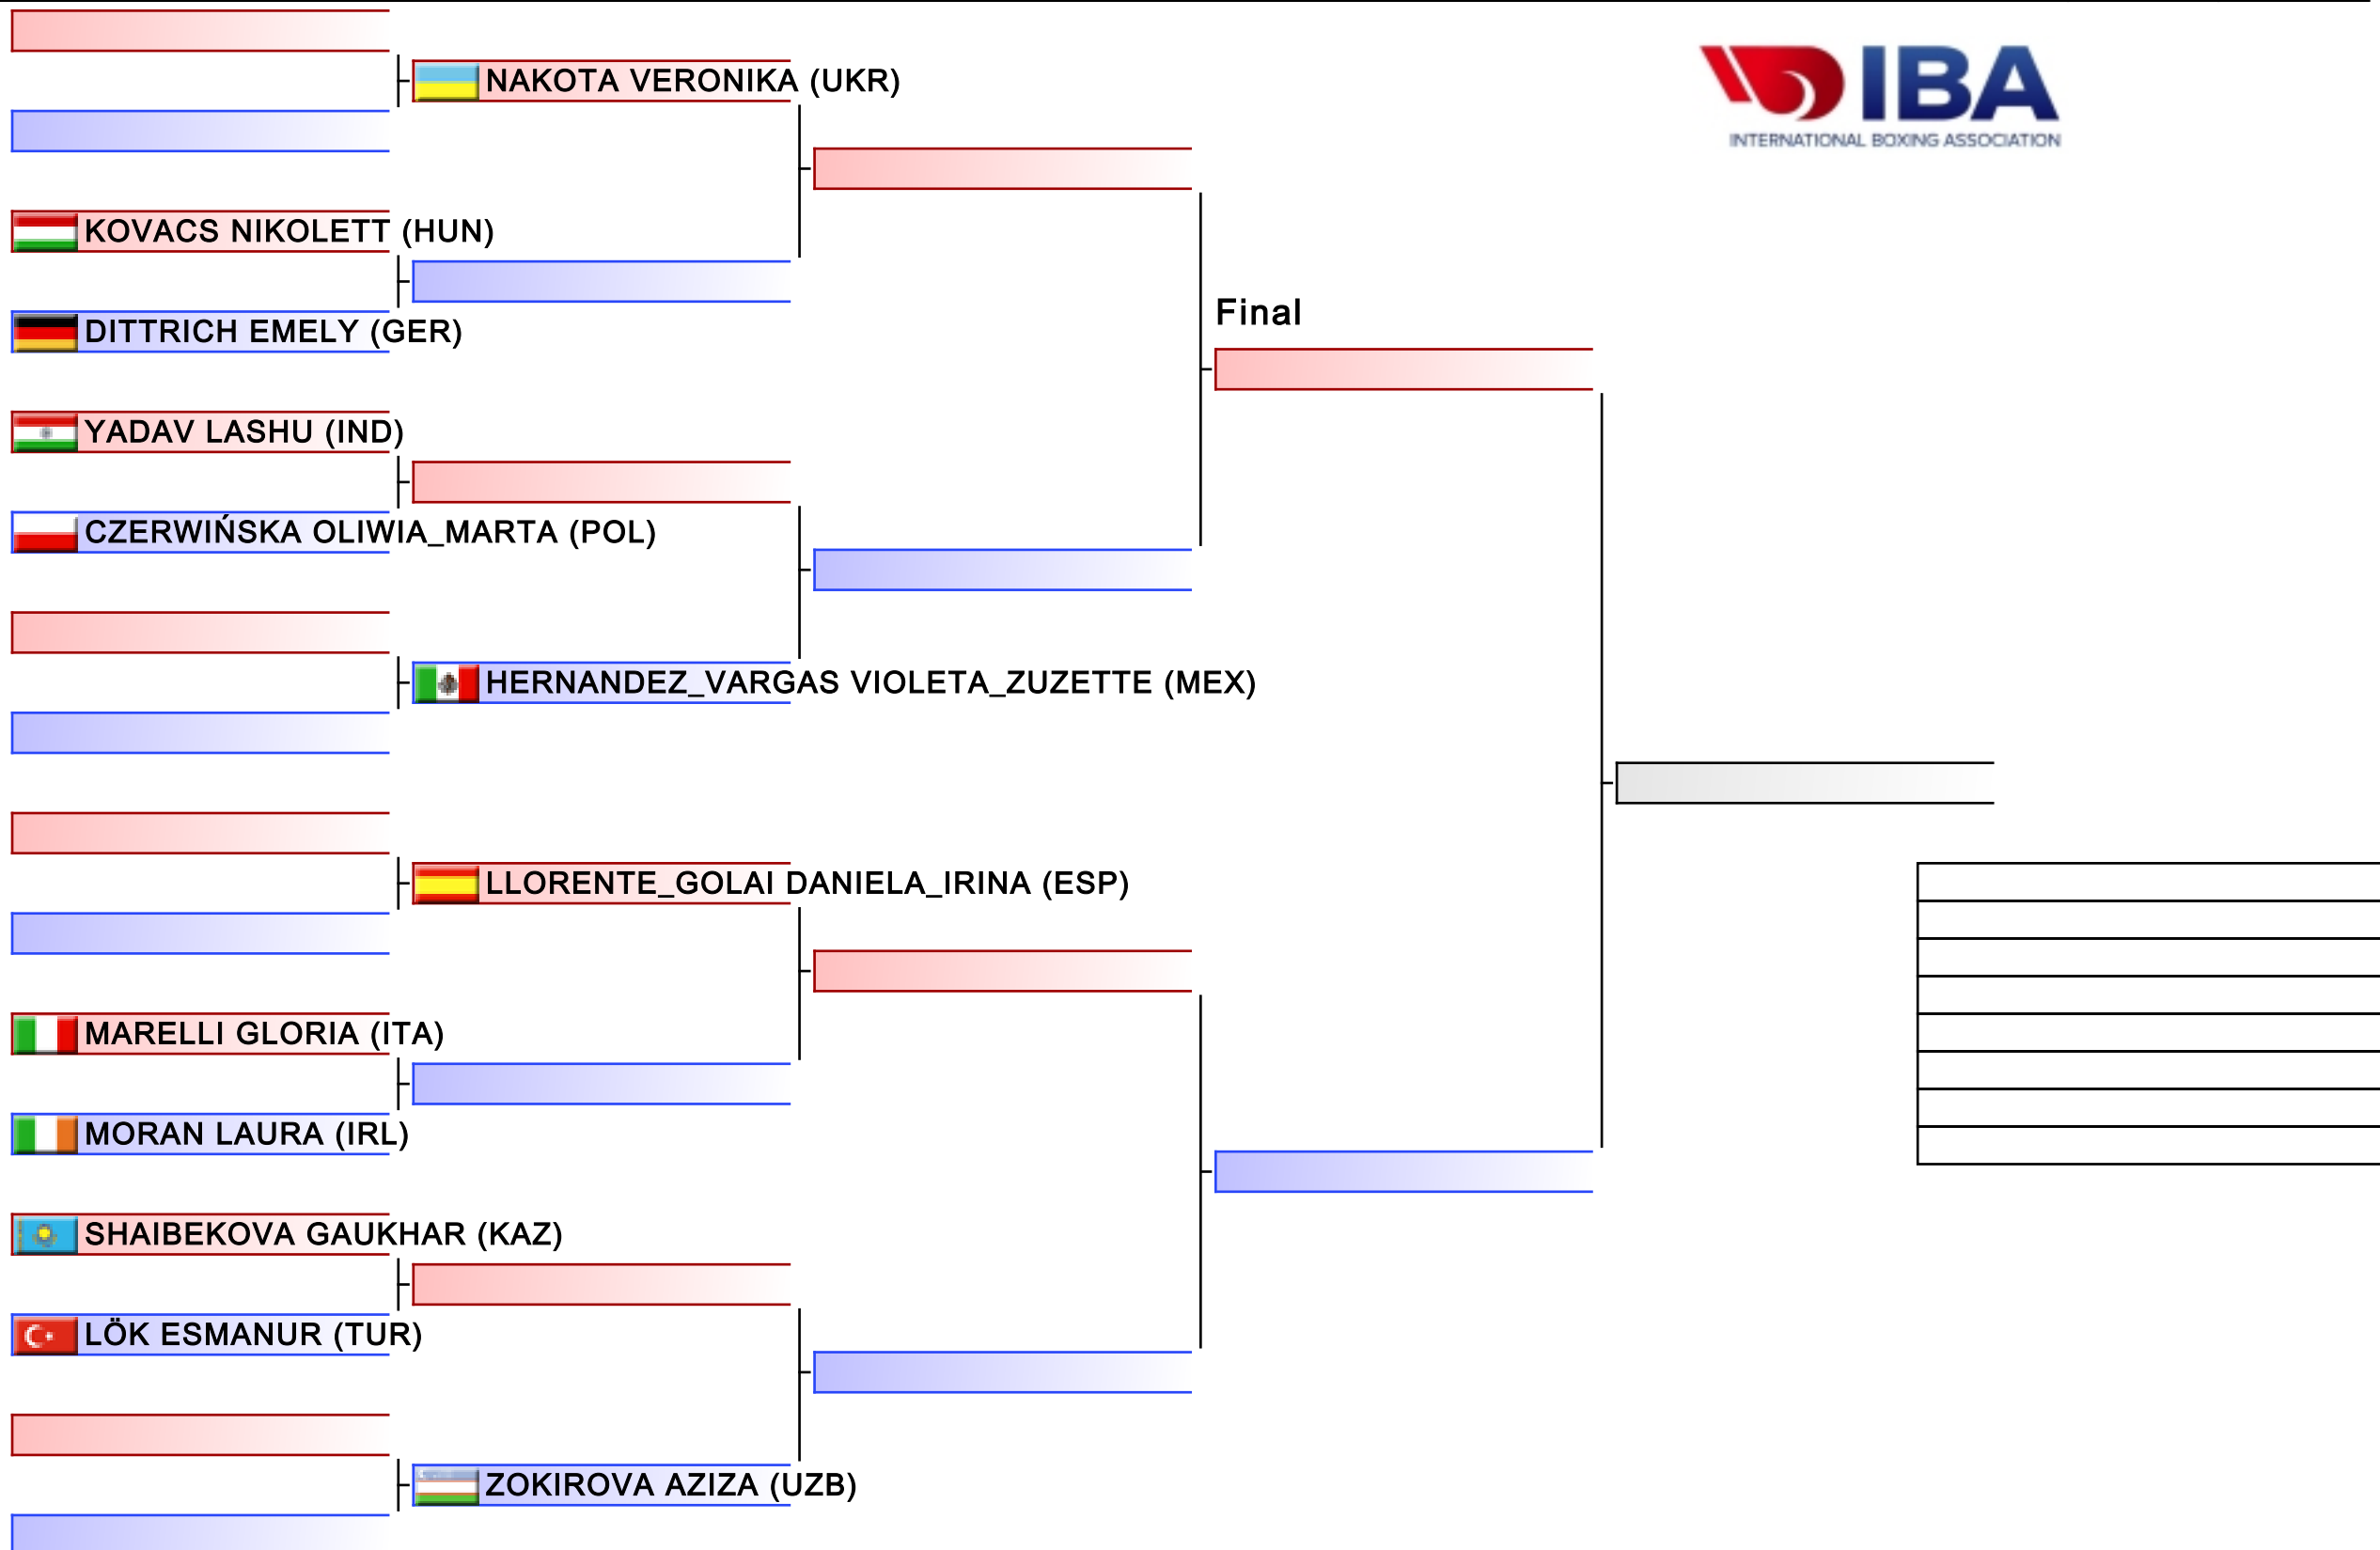 IBA
INTERNATIONAL BOXING ASSOCIATION
NAKOTA VERONIKA (UKR)
KOVACS NIKOLETT (HUN)
Final
DITTRICH EMELY (GER)
YADAV LASHU (IND)
CZERWIŃSKA OLIWIA_MARTA (POL)
HERNANDEZ_VARGAS VIOLETA_ZUZETTE (MEX)
LLORENTE_GOLAI DANIELA_IRINA (ESP)
MARELLI GLORIA (ITA)
MORAN LAURA (IRL)
SHAIBEKOVA GAUKHAR (KAZ)
LÖK ESMANUR (TUR)
ZOKIROVA AZIZA (UZB)